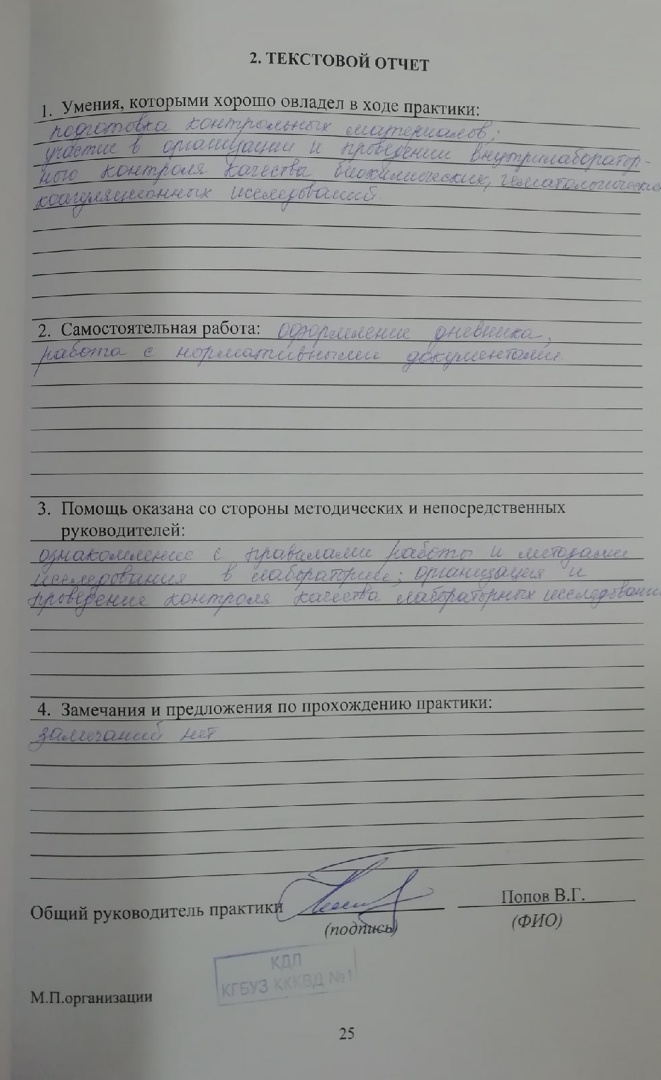 2. ТЕКСТОВОЙ ОТЧЕТ
1. Умения, которыми хорошо овладел в ходе практики:
подготовка контрольных материалов;
участие в организации и проведении внутрилаборатор-
ного контроля качества биохимических, гематологических
коагуляционных исследований.
2. Самостоятельная работа: оформление дневника,
работа с нормативными документами
3. Помощь оказана со стороны методических и непосредственных
руководителей:
ознакомление с правилами работы и методами
исследования в лаборатории; организация и
проведение контроля качества лабораторных исследований
4. Замечания и предложения по прохождению практики:
замечаний нет
Общий руководитель практики Попов В.Г.
(подпись) (ФИО)
КДЛ
КГБУЗ КККВД №1
М.П.организации
25